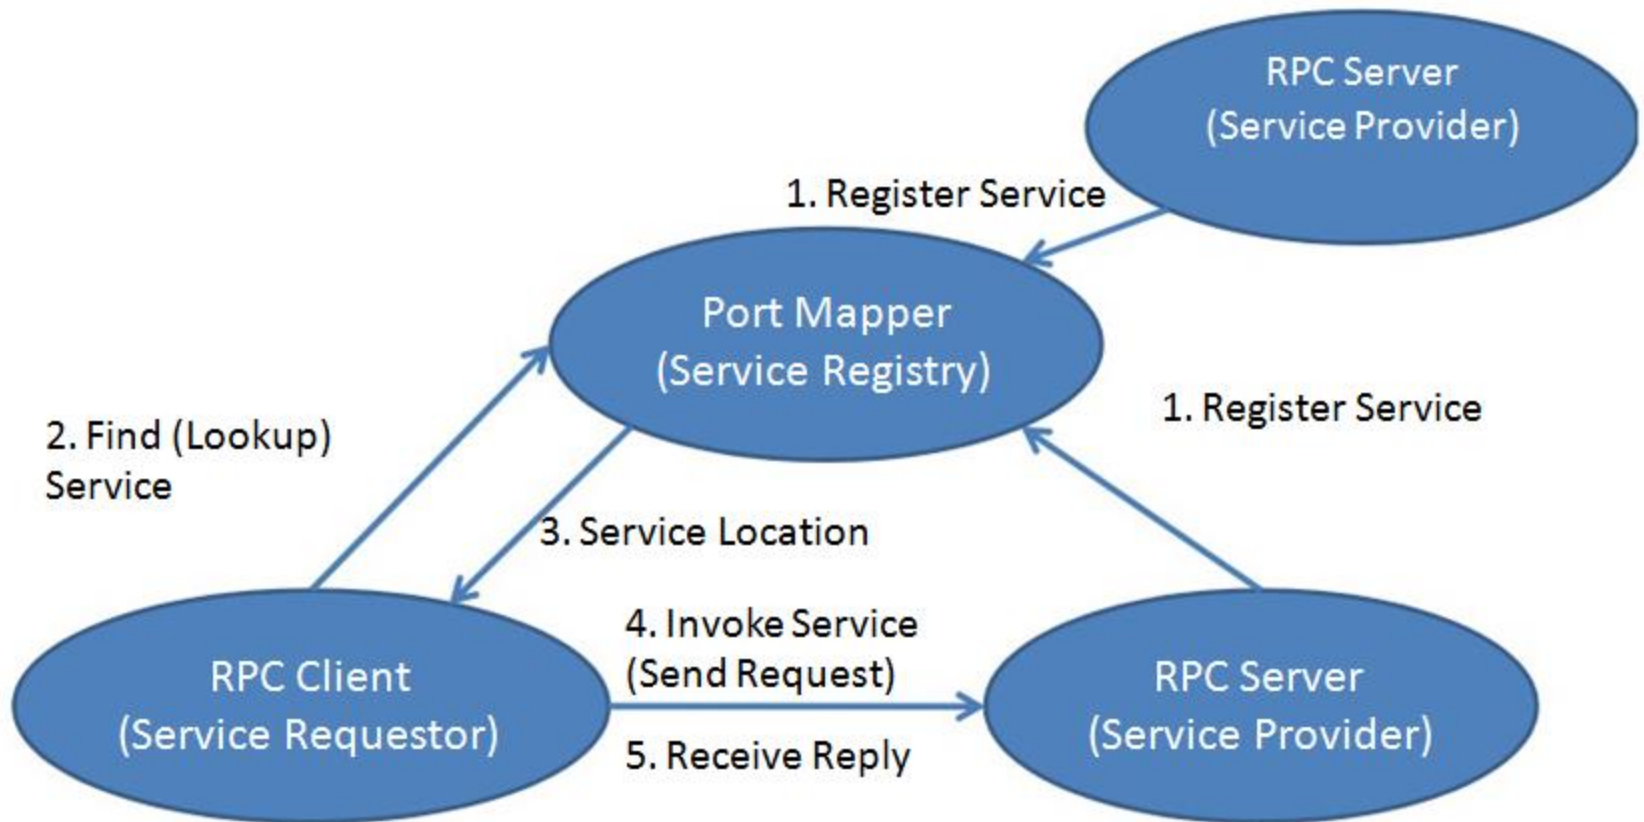 RPC Server
(Service Provider)
1. Register Service
Port Mapper
(Service Registry)
1. Register Service
2. Find (Lookup)
Service
3. Service Location
4. Invoke Service
(Send Request)
RPC Client
(Service Requestor)
RPC Server
(Service Provider)
5. Receive Reply